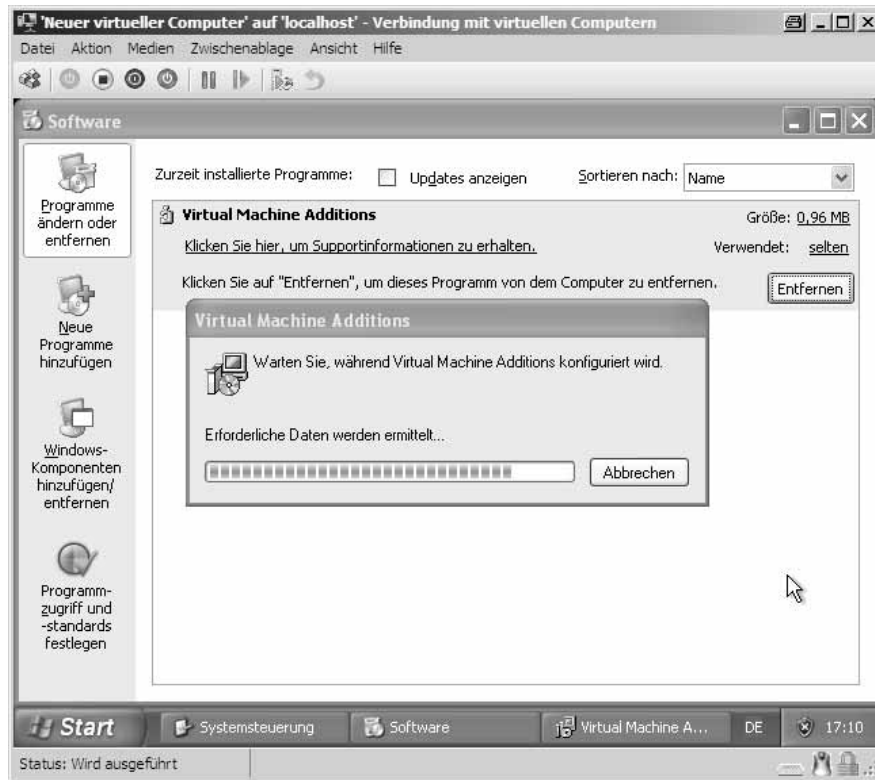 'Neuer virtueller Computer' auf 'localhost' - Verbindung mit virtuellen Computern
Datei Aktion Medien Zwischenablage Ansicht Hilfe
Software
Programme
ändern oder
entfernen
Neue
Programme
hinzufügen
Windows-
Komponenten
hinzufügen/
entfernen
Programm-
zugriff und
-standards
festlegen
Zurzeit installierte Programme: Updates anzeigen Sortieren nach: Name
Virtual Machine Additions Größe: 0,96 MB
Klicken Sie hier, um Supportinformationen zu erhalten. Verwendet: selten
Klicken Sie auf "Entfernen", um dieses Programm von dem Computer zu entfernen. Entfernen
Virtual Machine Additions
Warten Sie, während Virtual Machine Additions konfiguriert wird.
Erforderliche Daten werden ermittelt...
Abbrechen
Start Systemsteuerung Software Virtual Machine A... DE 17:10
Status: Wird ausgeführt